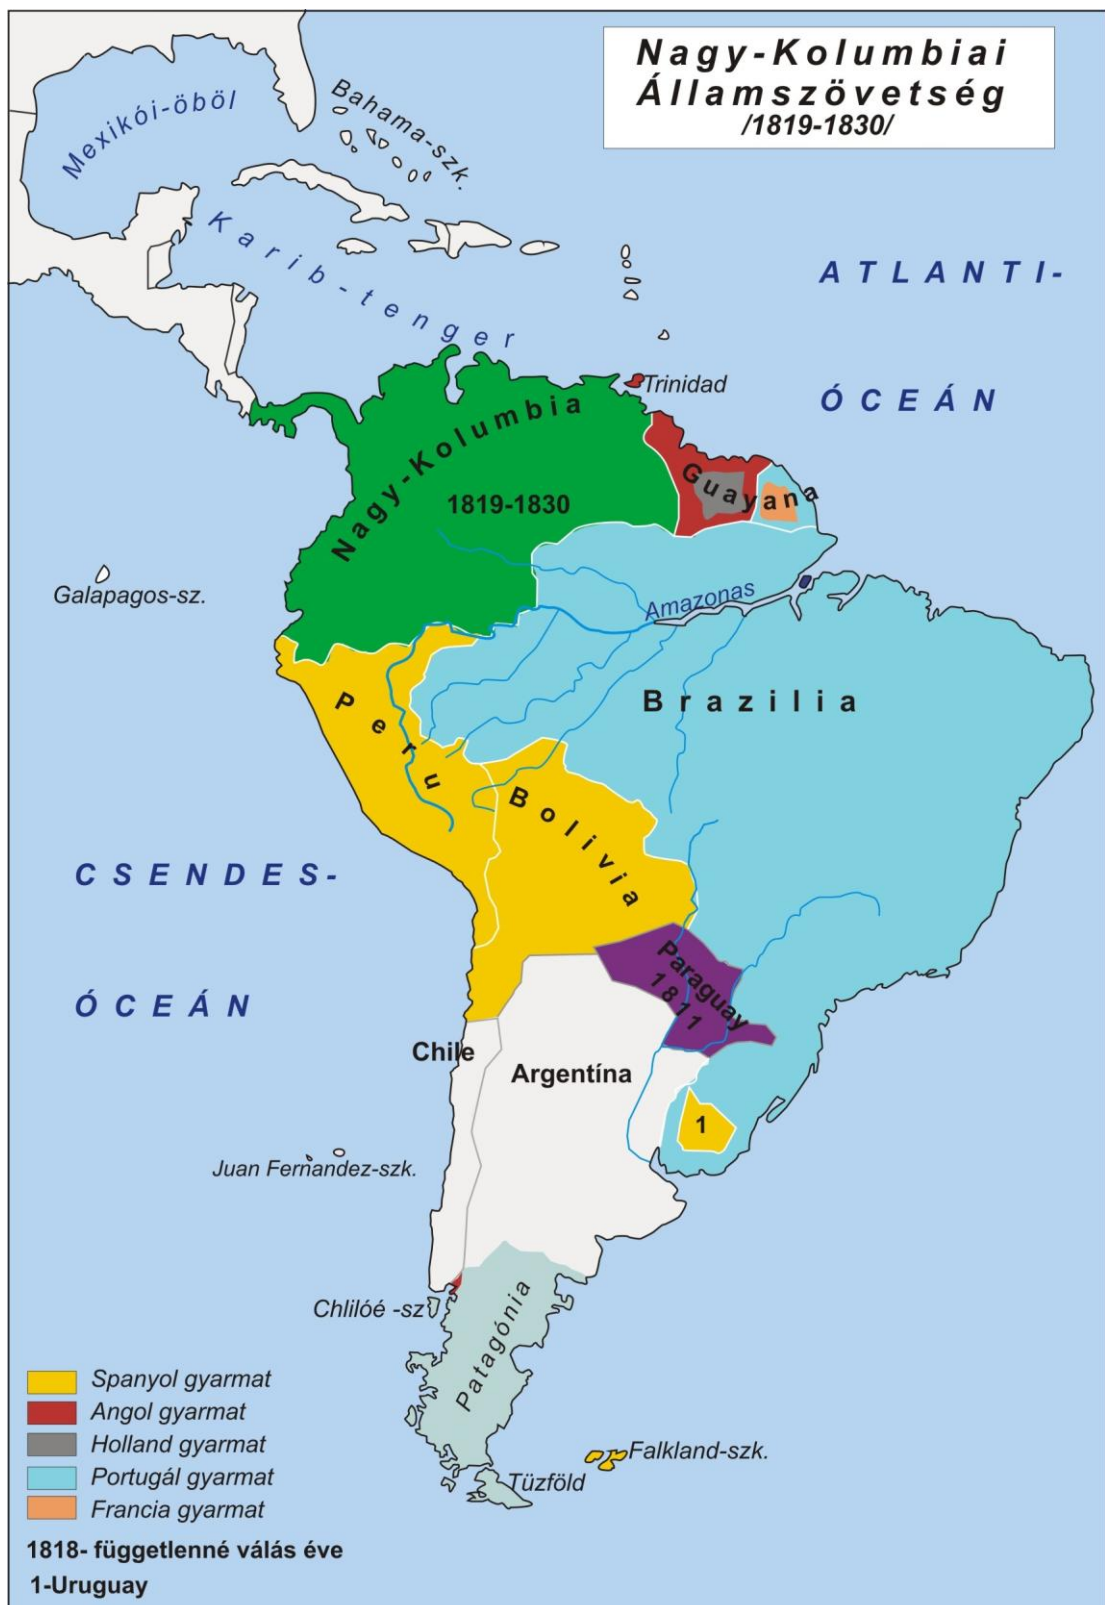 Nagy-Kolumbiai
Államszövetség
/1819-1830/
Mexikói-öböl
Bahama-szk.
Karib-tenger
ATLANTI-
ÓCEÁN
Trinidad
Nagy-Kolumbia
1819-1830
Guayana
Galapagos-sz.
Amazonas
Brazilia
Peru
Bolivia
CSENDES-
ÓCEÁN
Paraguay
1811
Chile
Argentína
1
Juan Fernandez-szk.
Chlilóé -sz
Patagónia
Falkland-szk.
Tüzföld
Spanyol gyarmat
Angol gyarmat
Holland gyarmat
Portugál gyarmat
Francia gyarmat
1818- függetlenné válás éve
1-Uruguay